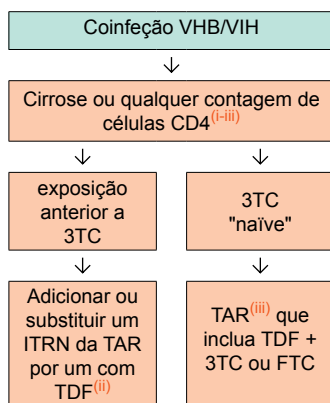 Coinfeção VHB/VIH
Cirrose ou qualquer contagem de
células CD4(i-iii)
exposição
anterior a
3TC
3TC
"naïve"
Adicionar ou
substituir um
ITRN da TAR
por um com
TDF(ii)
TAR(iii) que
inclua TDF +
3TC ou FTC